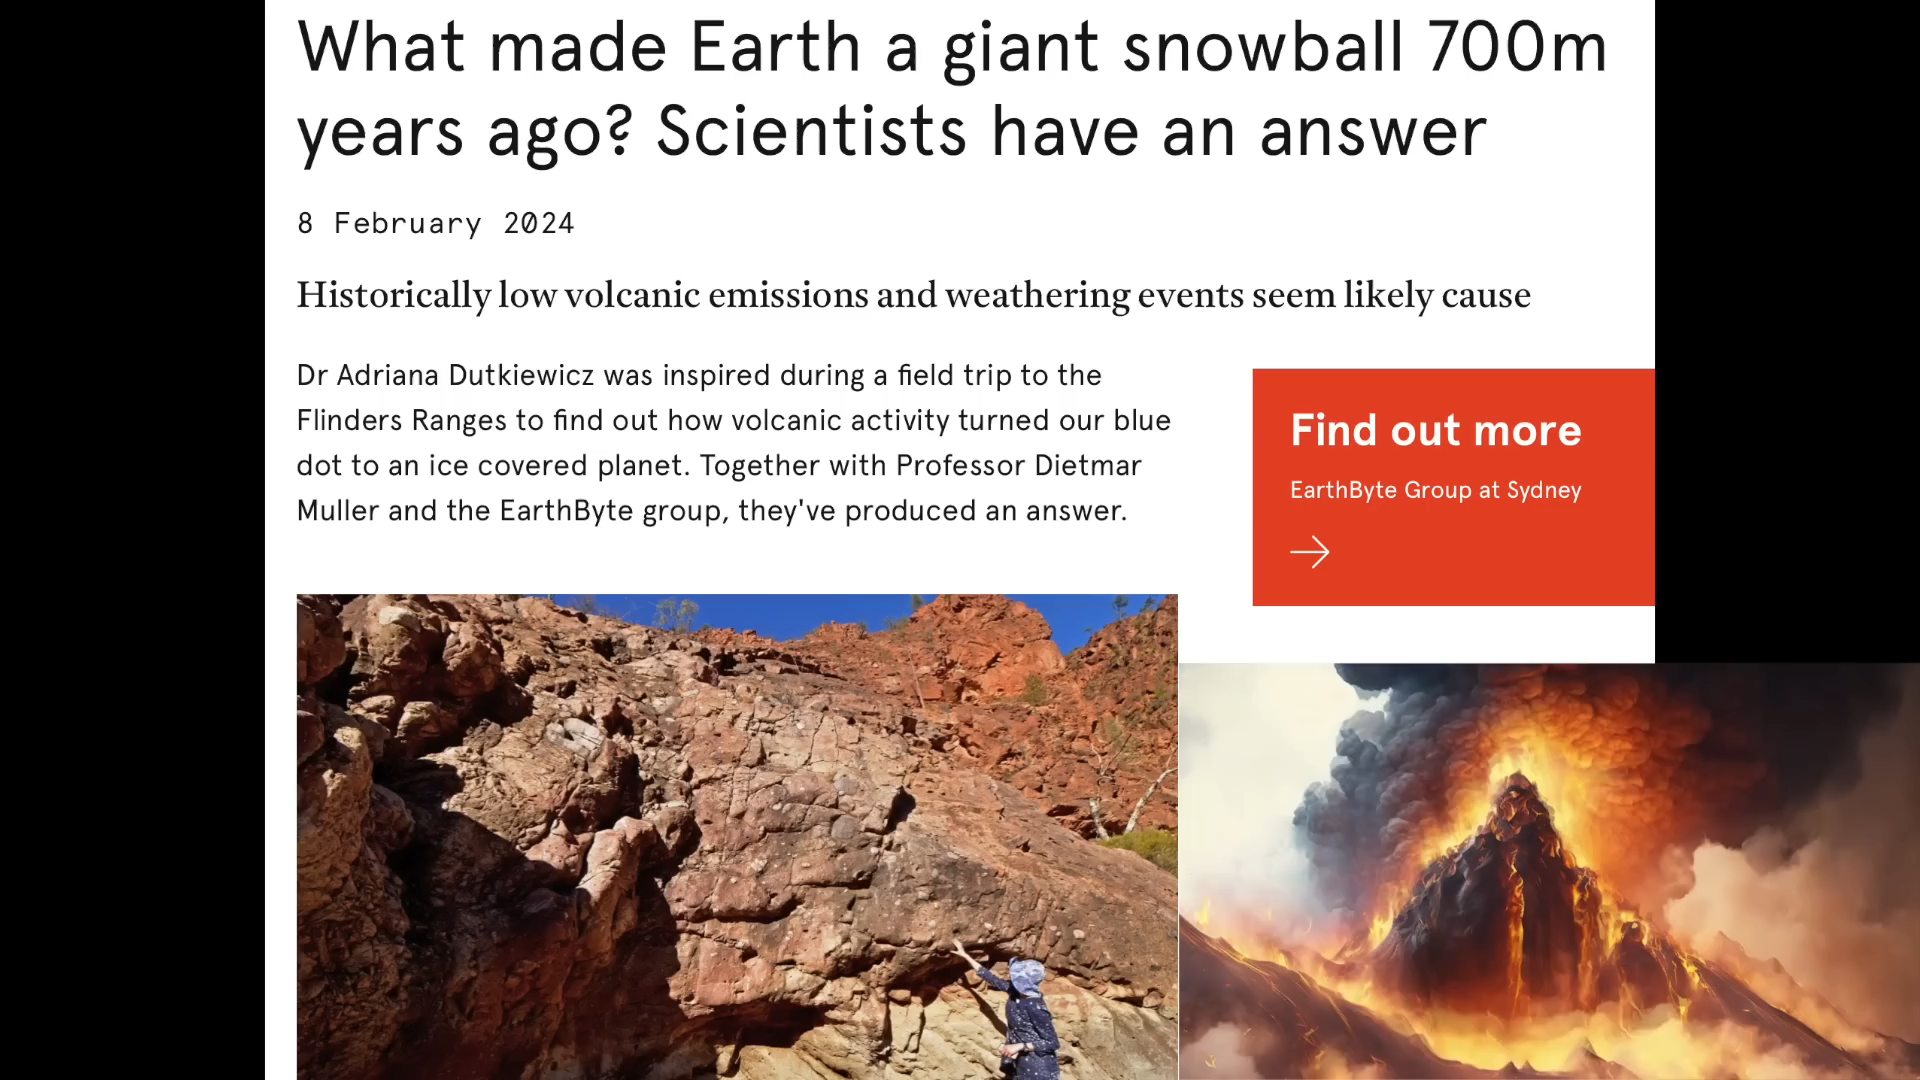 What made Earth a giant snowball 700m
years ago? Scientists have an answer
8 February 2024
Historically low volcanic emissions and weathering events seem likely cause
Dr Adriana Dutkiewicz was inspired during a field trip to the
Flinders Ranges to find out how volcanic activity turned our blue
dot to an ice covered planet. Together with Professor Dietmar
Muller and the EarthByte group, they've produced an answer.
Find out more
EarthByte Group at Sydney